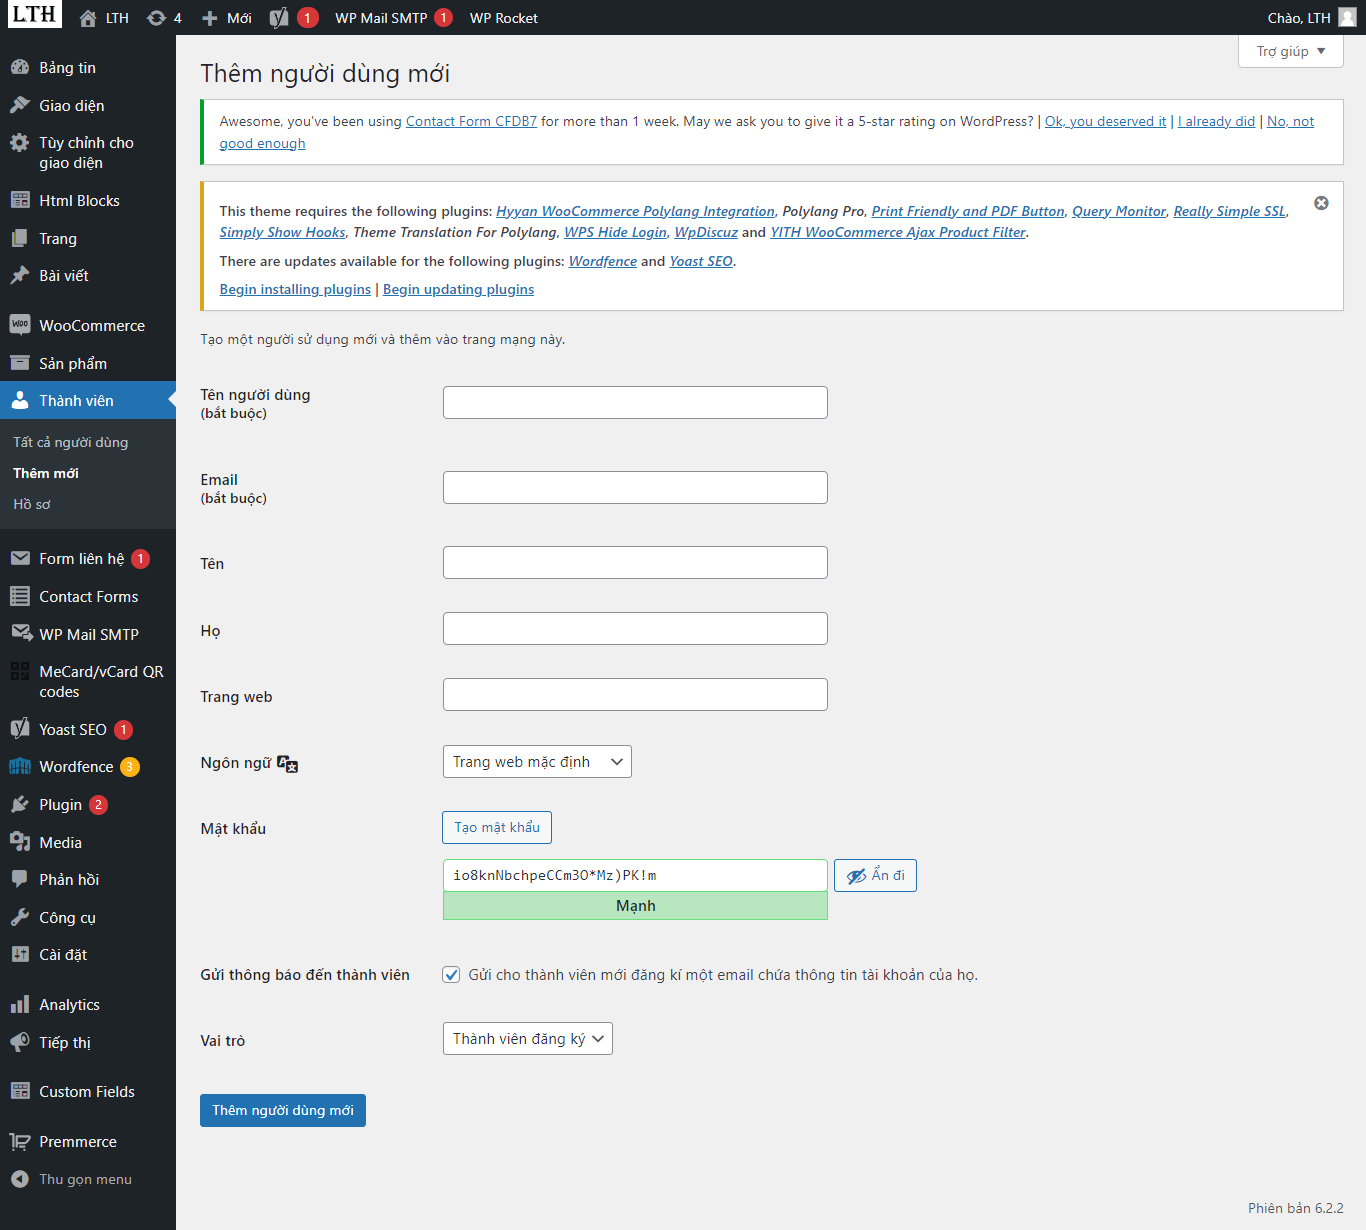 LTH
LTH
4
Mới
1
WP Mail SMTP 1
WP Rocket
Chào, LTH
Bảng tin
Giao diện
Tùy chỉnh cho
giao diện
Html Blocks
Trang
Bài viết
WooCommerce
Sản phẩm
Thành viên
Tất cả người dùng
Thêm mới
Hồ sơ
Form liên hệ 1
Contact Forms
WP Mail SMTP
MeCard/vCard QR
codes
Yoast SEO 1
Wordfence 3
Plugin 2
Media
Phản hồi
Công cụ
Cài đặt
Analytics
Tiếp thị
Custom Fields
Premmerce
Thu gọn menu
Trợ giúp
Thêm người dùng mới
Awesome, you've been using Contact Form CFDB7 for more than 1 week. May we ask you to give it a 5-star rating on WordPress? | Ok, you deserved it | I already did | No, not
good enough
This theme requires the following plugins: Hyyan WooCommerce Polylang Integration, Polylang Pro, Print Friendly and PDF Button, Query Monitor, Really Simple SSL,
Simply Show Hooks, Theme Translation For Polylang, WPS Hide Login, WpDiscuz and YITH WooCommerce Ajax Product Filter.
There are updates available for the following plugins: Wordfence and Yoast SEO.
Begin installing plugins | Begin updating plugins
Tạo một người sử dụng mới và thêm vào trang mạng này.
Tên người dùng
(bắt buộc)
Email
(bắt buộc)
Tên
Họ
Trang web
Ngôn ngữ
Trang web mặc định
Mật khẩu
Tạo mật khẩu
io8knNbchpeCCm3O*Mz)PK!m
Ẩn đi
Mạnh
Gửi thông báo đến thành viên
Gửi cho thành viên mới đăng kí một email chứa thông tin tài khoản của họ.
Vai trò
Thành viên đăng ký
Thêm người dùng mới
Phiên bản 6.2.2